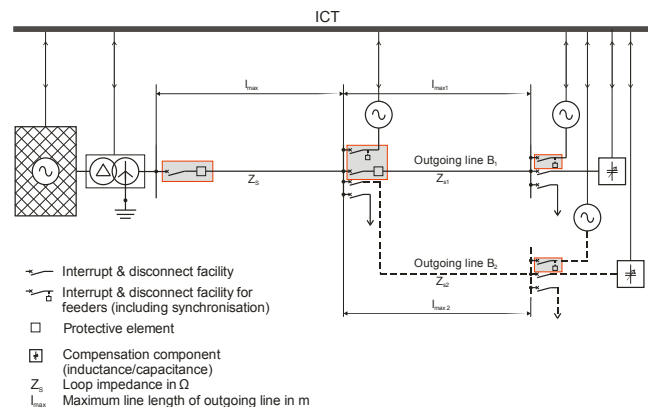 ICT
lmax
lmax1
Outgoing line B1
ZS
Zs1
Outgoing line B2
Zs2
lmax 2
Interrupt & disconnect facility
Interrupt & disconnect facility for
feeders (including synchronisation)
Protective element
Compensation component
(inductance/capacitance)
ZS Loop impedance in Ω
lmax Maximum line length of outgoing line in m